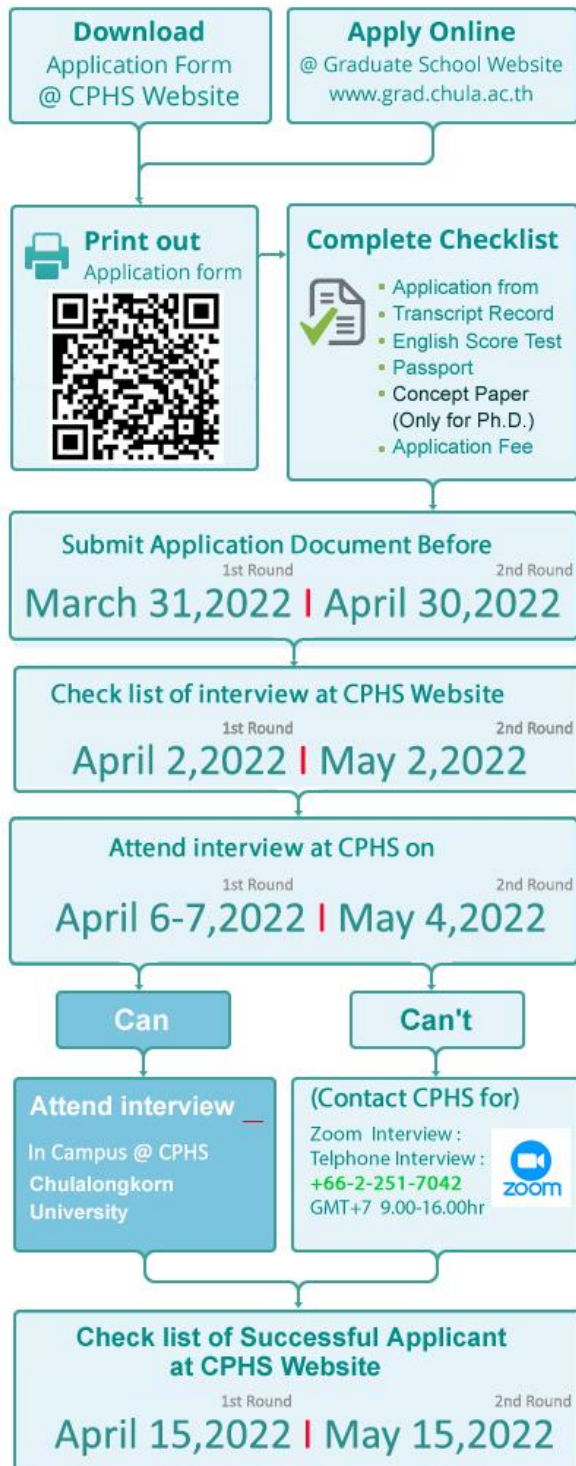 Download
Application Form
@ CPHS Website
Apply Online
@ Graduate School Website
www.grad.chula.ac.th
Print out
Application form
Complete Checklist
Application from
Transcript Record
English Score Test
Passport
Concept Paper
(Only for Ph.D.)
Application Fee
Submit Application Document Before
1st Round 2nd Round
March 31,2022 I April 30,2022
Check list of interview at CPHS Website
1st Round 2nd Round
April 2,2022 I May 2,2022
Attend interview at CPHS on
1st Round 2nd Round
April 6-7,2022 I May 4,2022
Can
Can't
Attend interview _
In Campus @ CPHS
Chulalongkorn
University
(Contact CPHS for)
Zoom Interview :
Telphone Interview :
+66-2-251-7042
GMT+7 9.00-16.00hr
zoom
Check list of Successful Applicant
at CPHS Website
1st Round 2nd Round
April 15,2022 I May 15,2022